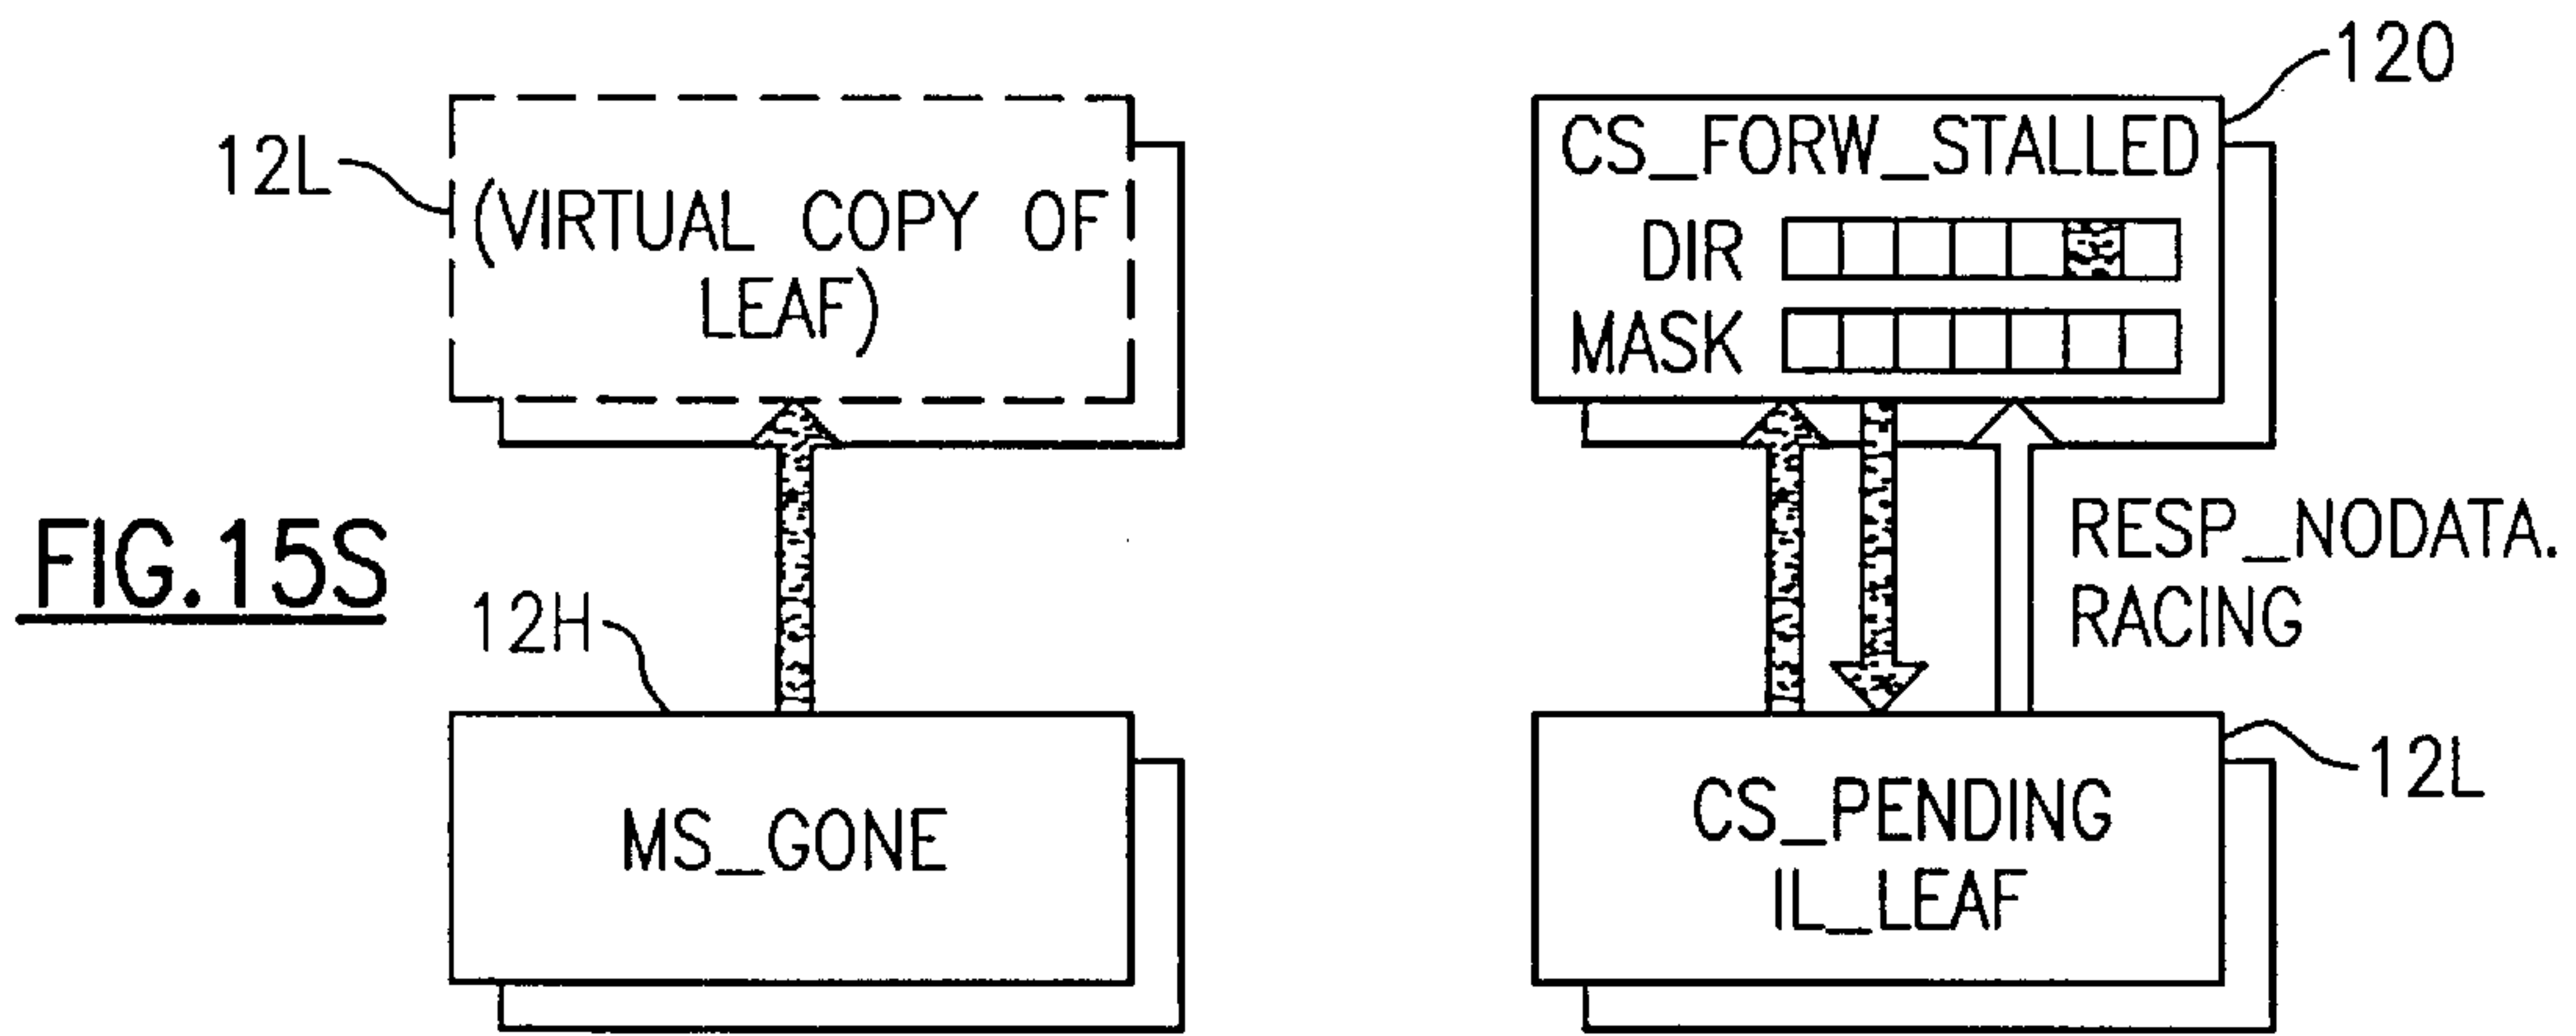 120
CS_FORW_STALLED
12L
(VIRTUAL COPY OF
LEAF)
DIR
MASK
FIG.15S
RESP_NODATA.
RACING
12H
12L
MS_GONE
CS_PENDING
IL_LEAF